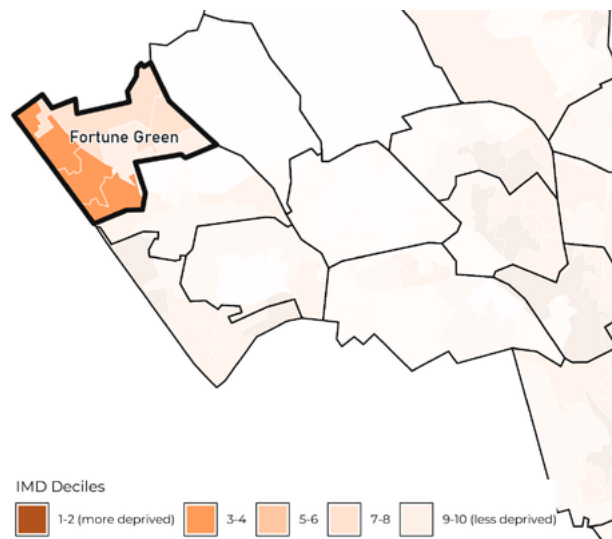 Fortune Green
IMD Deciles
1-2 (more deprived) 3-4 5-6 7-8 9-10 (less deprived)